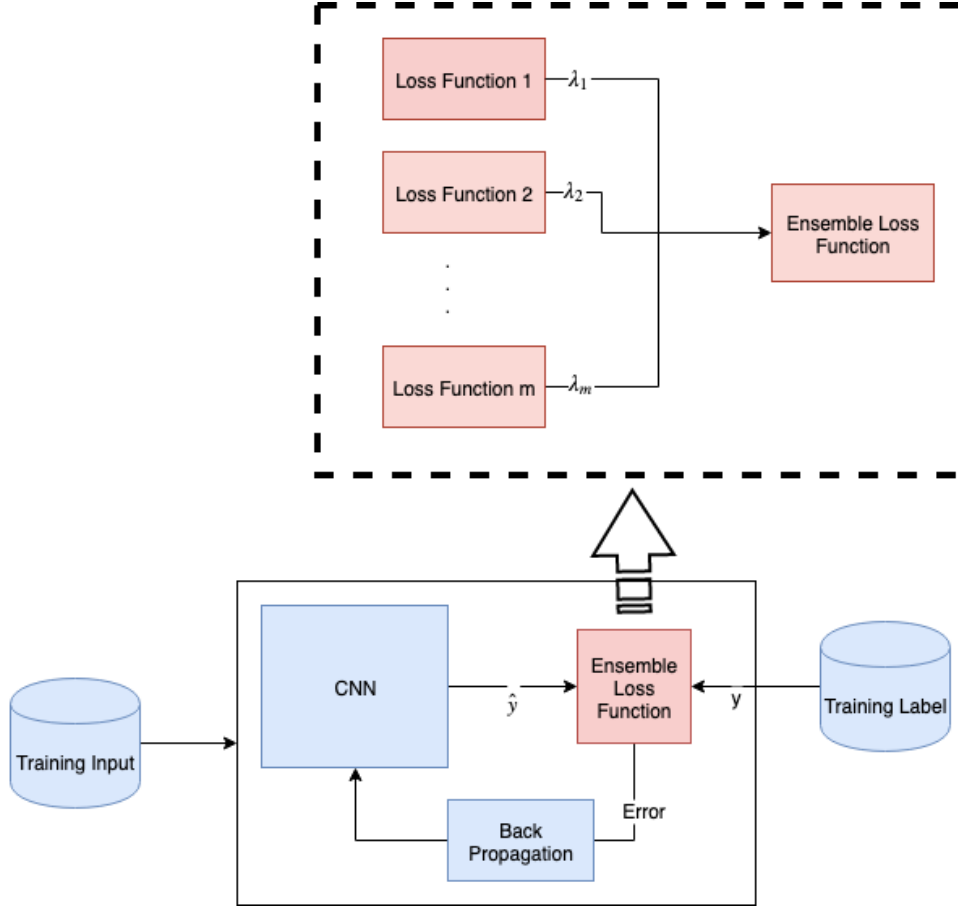 Loss Function 1
λ₁
Loss Function 2
λ₂
.
.
.
Ensemble Loss
Function
Loss Function m
λₘ
CNN
ŷ
Ensemble
Loss
Function
y
Training Label
Training Input
Error
Back
Propagation